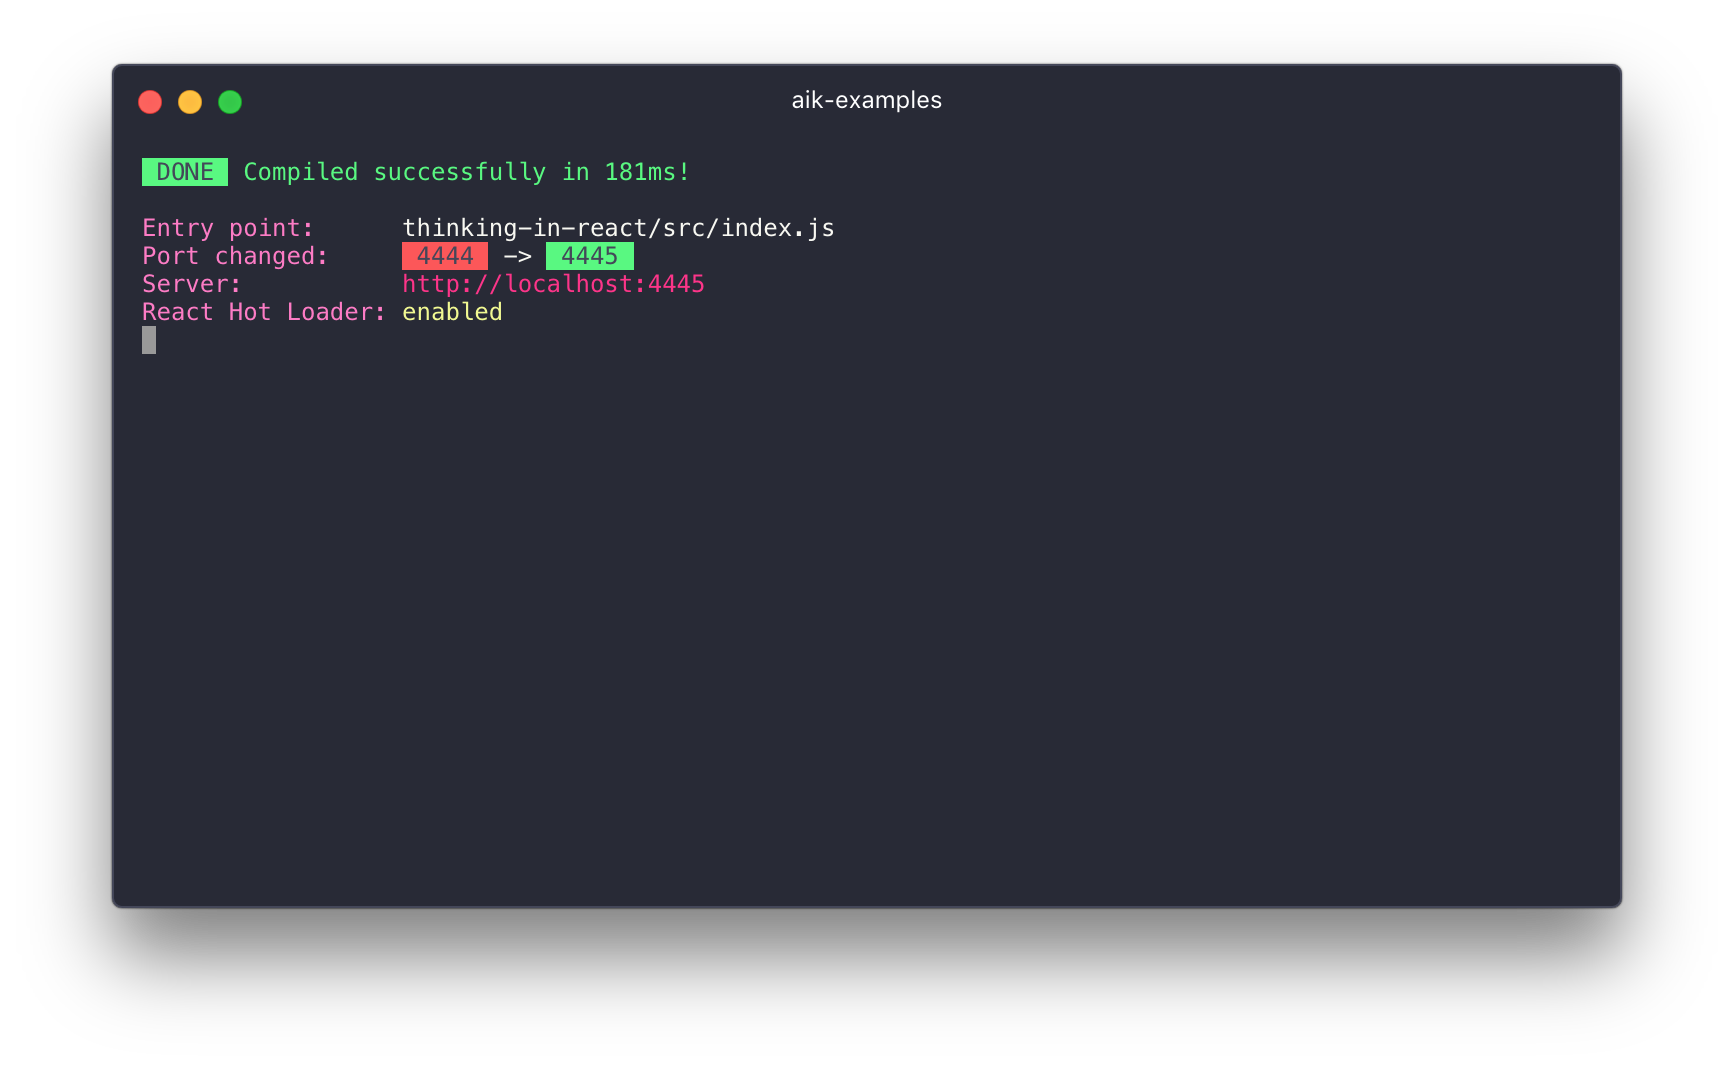 aik-examples
DONE Compiled successfully in 181ms!
Entry point: thinking-in-react/src/index.js
Port changed: 4444 -> 4445
Server: http://localhost:4445
React Hot Loader: enabled